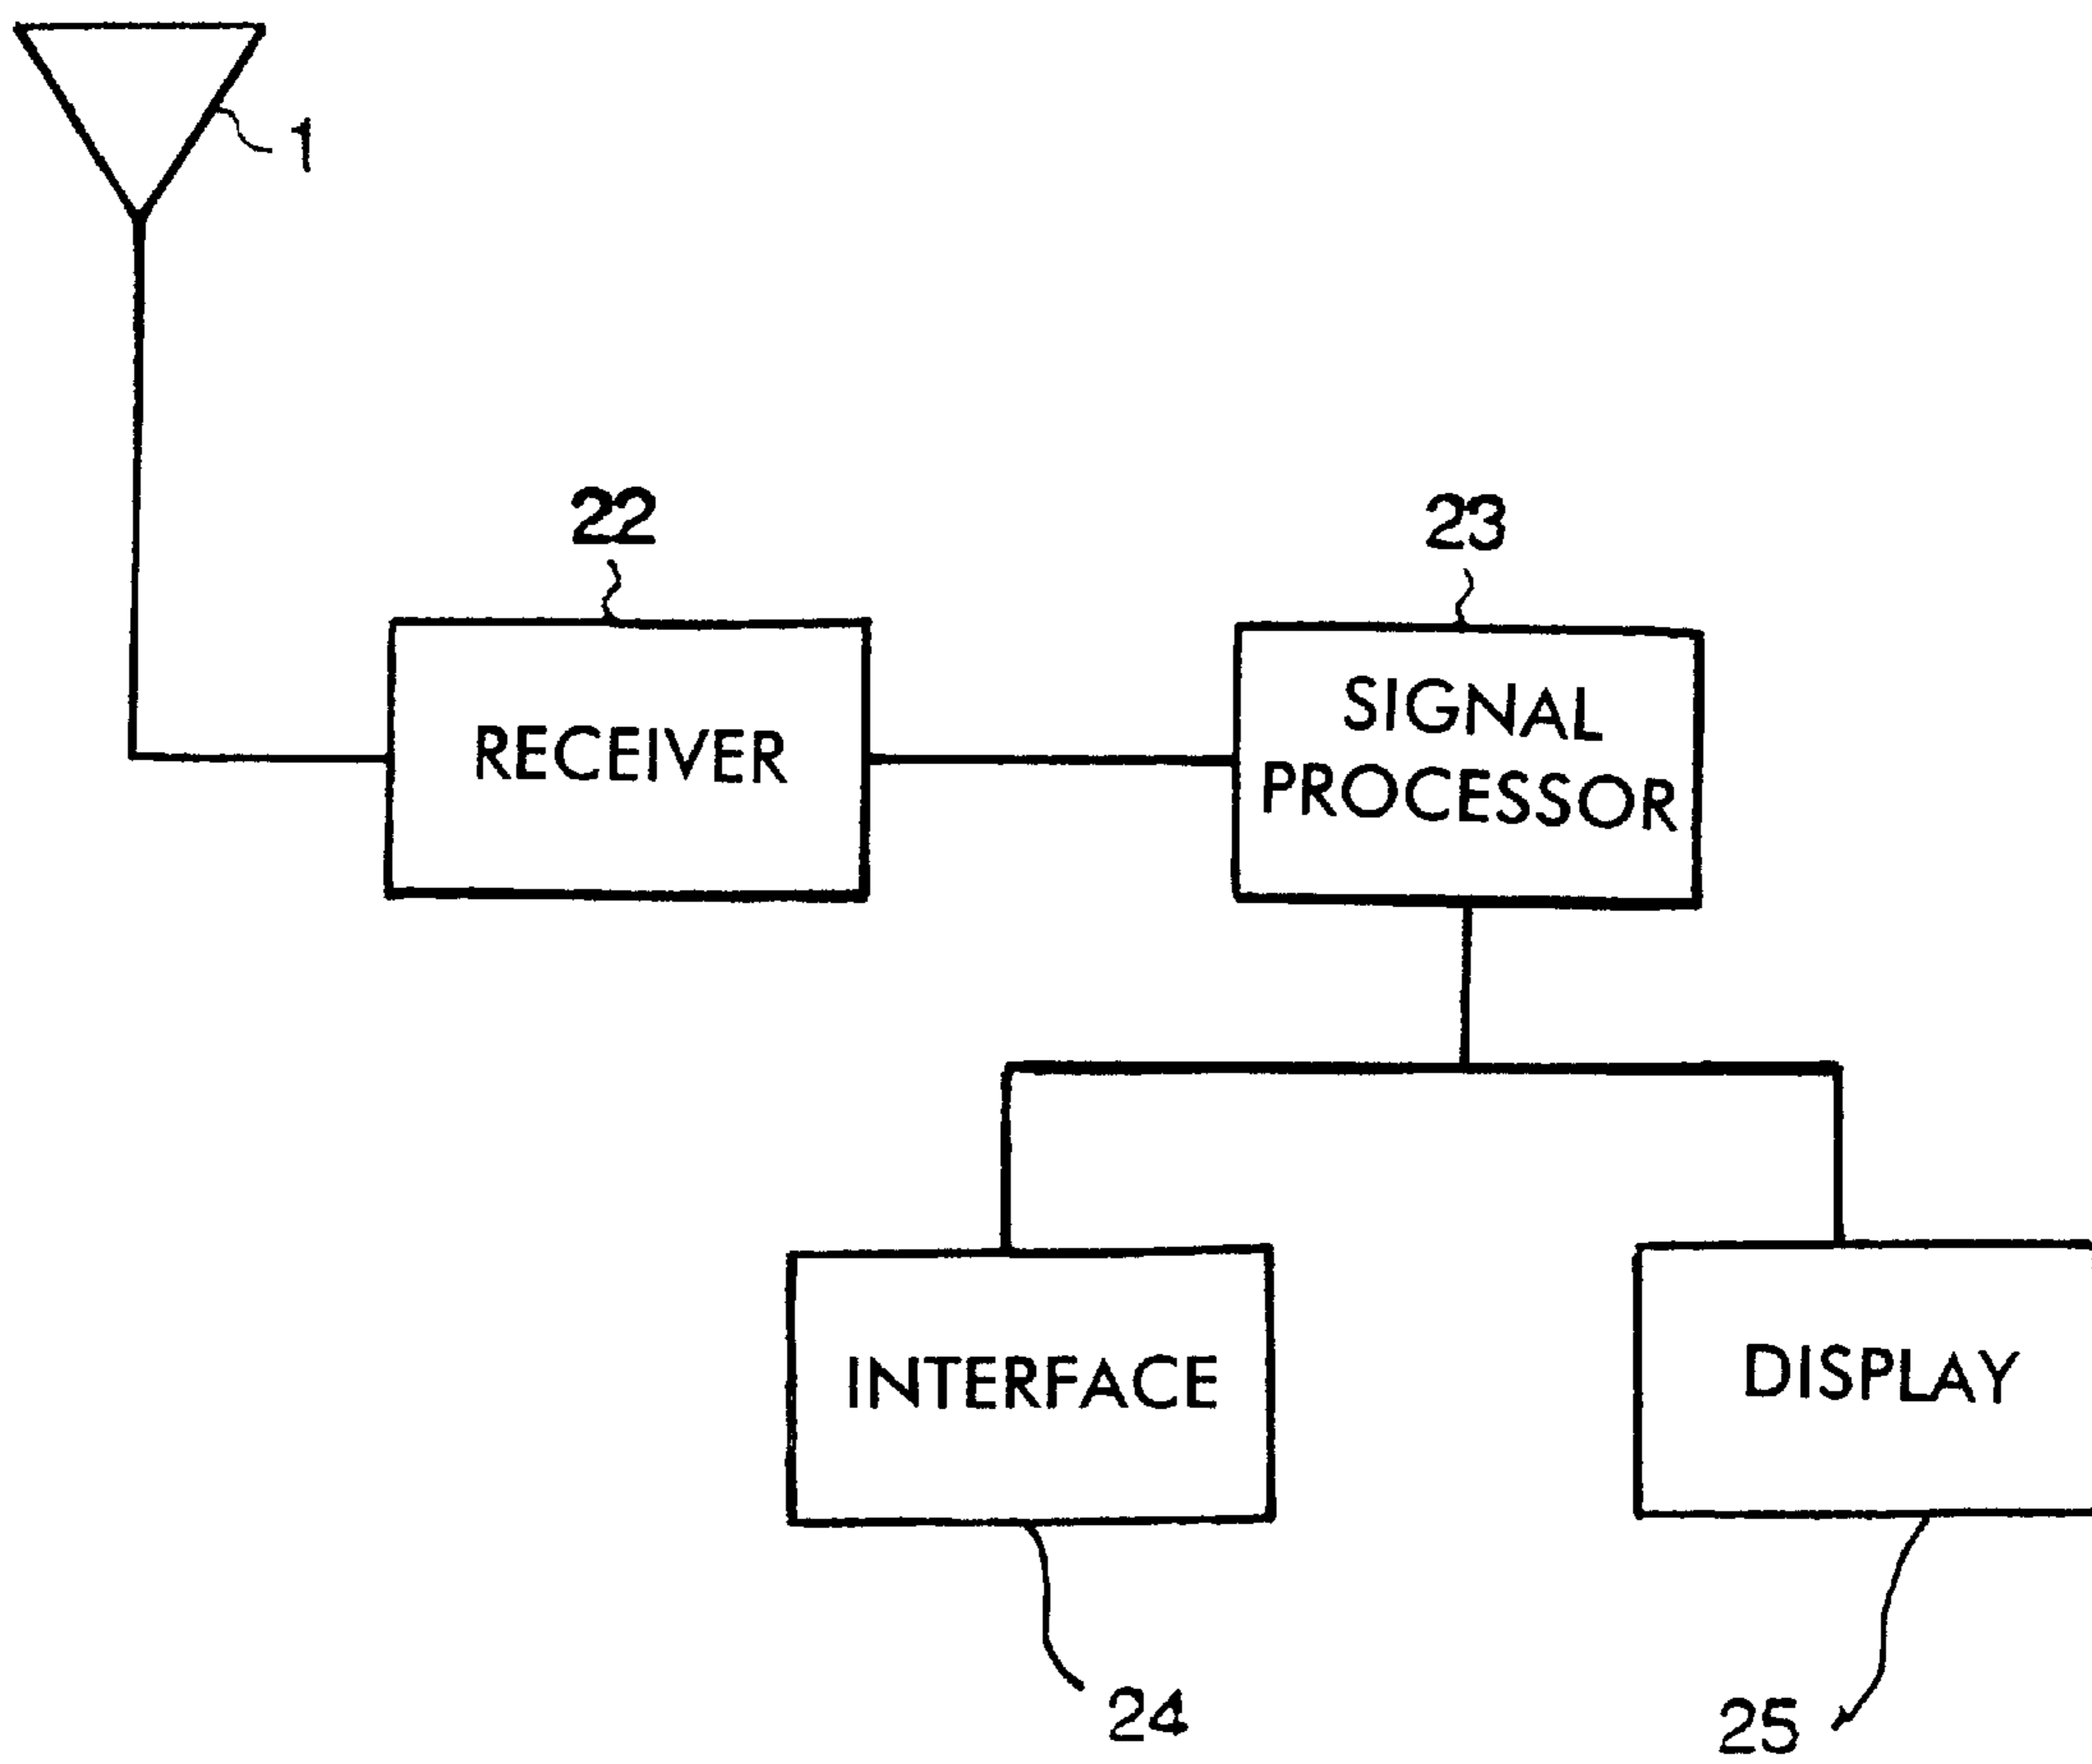 1
22
23
RECEIVER
SIGNAL
PROCESSOR
INTERFACE
DISPLAY
24
25